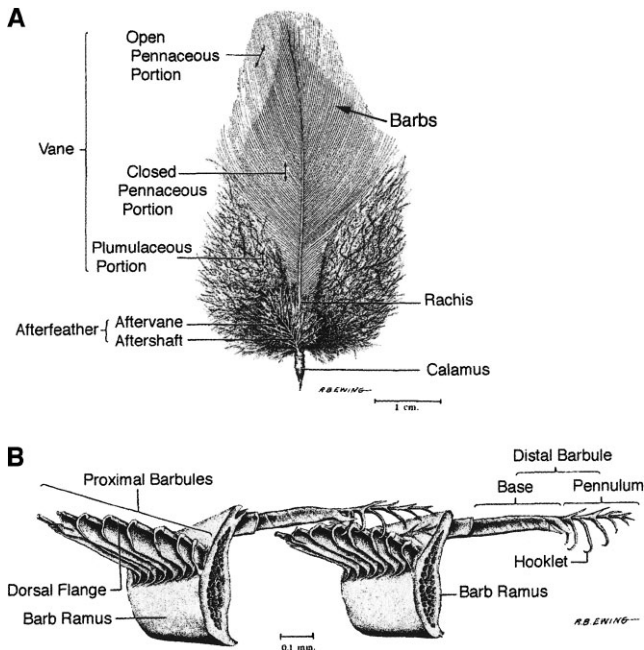 A
Open
Pennaceous
Portion
Barbs
Vane
Closed
Pennaceous
Portion
Plumulaceous
Portion
Rachis
Afterfeather
Aftervane
Aftershaft
Calamus
R.B.EWING
1 cm.
B
Distal Barbule
Proximal Barbules
Base
Pennulum
Hooklet
Dorsal Flange
Barb Ramus
Barb Ramus
R.B.EWING
0.1 mm.